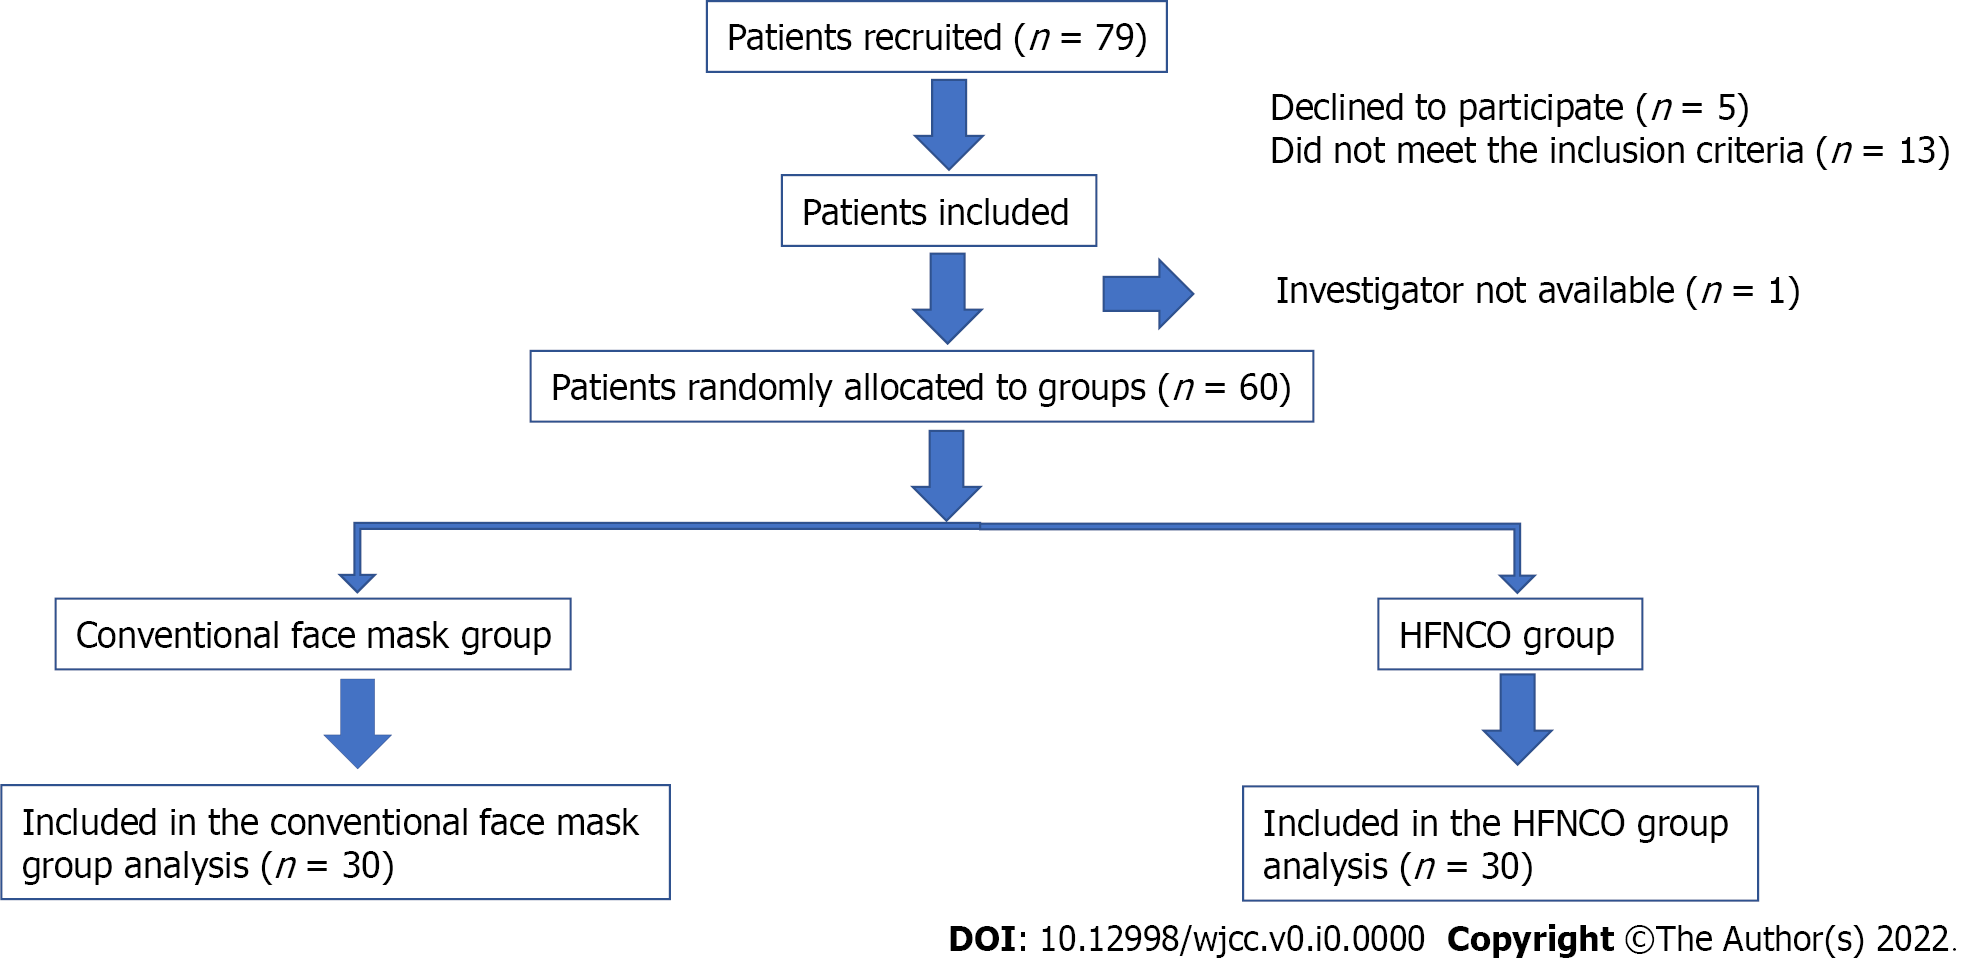 Patients recruited (n = 79)
Declined to participate (n = 5)
Did not meet the inclusion criteria (n = 13)
Patients included
Investigator not available (n = 1)
Patients randomly allocated to groups (n = 60)
Conventional face mask group
HFNCO group
Included in the conventional face mask
group analysis (n = 30)
Included in the HFNCO group
analysis (n = 30)
DOI: 10.12998/wjcc.v0.i0.0000 Copyright ©The Author(s) 2022.